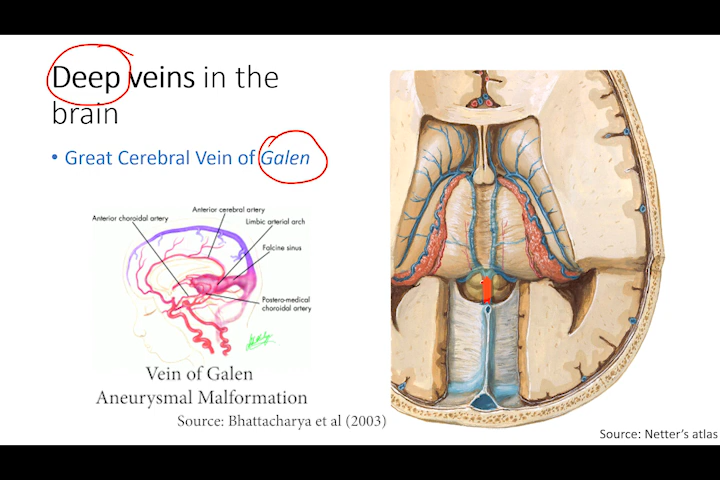 Deep veins in the
brain
• Great Cerebral Vein of Galen
Anterior cerebral artery
Anterior choroidal artery
Limbic arterial arch
Falcine sinus
Postero-medical
choroidal artery
Vein of Galen
Aneurysmal Malformation
Source: Bhattacharya et al (2003)
Source: Netter's atlas